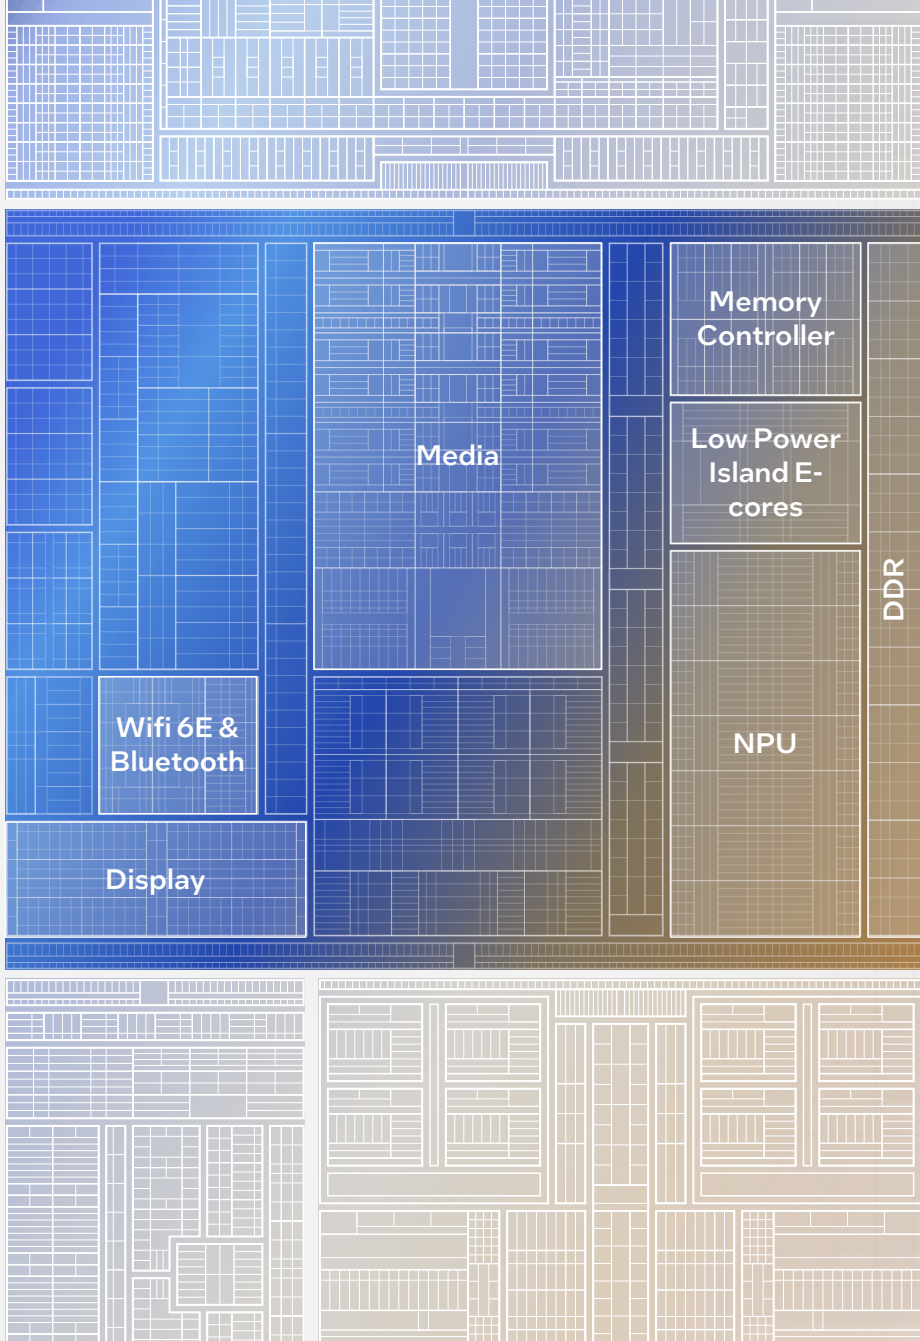 Memory
Controller
Low Power
Island E-
cores
Media
DDR
Wifi 6E &
Bluetooth
NPU
Display